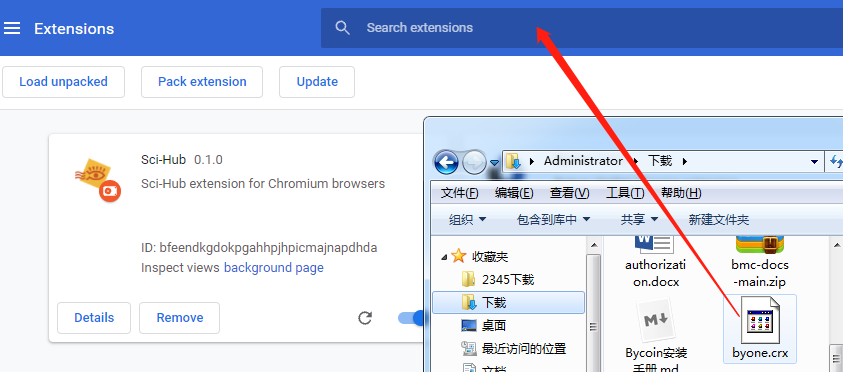 Extensions
Search extensions
Load unpacked
Pack extension
Update
Sci-Hub 0.1.0
Sci-Hub extension for Chromium browsers
ID: bfeendkgdokpgahhpjhpicmajnapdhda
Inspect views background page
Details
Remove
Administrator
下载
文件(F) 编辑(E) 查看(V) 工具(T) 帮助(H)
组织 包含到库中 共享 新建文件夹
收藏夹
2345下载
下载
桌面
最近访问的位置
文档
authorizati
on.docx
bmc-docs
-main.zip
Bycoin安装
手册.md
byone.crx